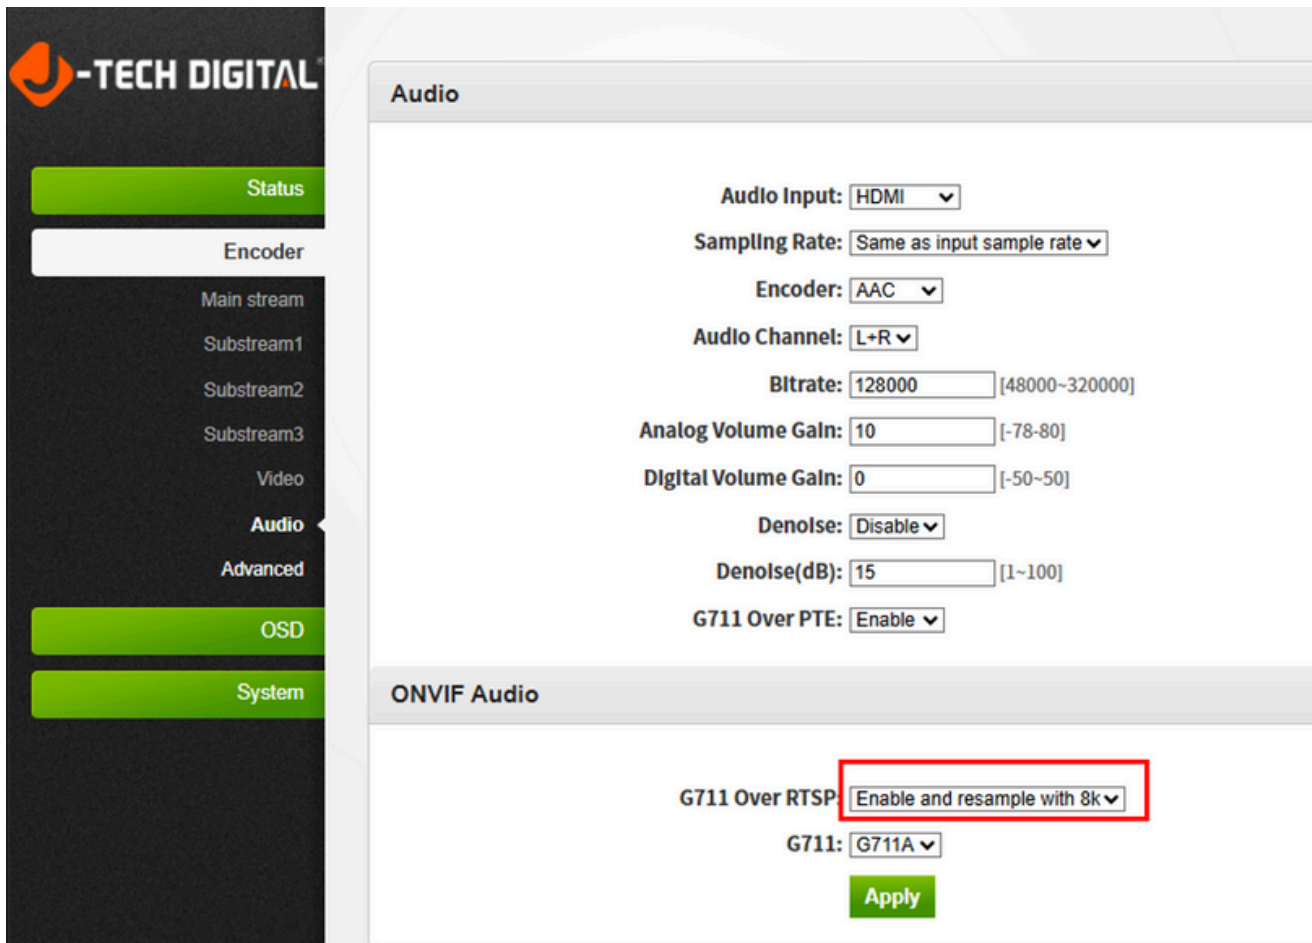 J-TECH DIGITAL
Status
Encoder
Main stream
Substream1
Substream2
Substream3
Video
Audio
Advanced
OSD
System
Audio
Audio Input: HDMI
Sampling Rate: Same as input sample rate
Encoder: AAC
Audio Channel: L+R
Bitrate: 128000 [48000~320000]
Analog Volume Gain: 10 [-78-80]
Digital Volume Gain: 0 [-50~50]
Denoise: Disable
Denoise(dB): 15 [1~100]
G711 Over PTE: Enable
ONVIF Audio
G711 Over RTSP: Enable and resample with 8k
G711: G711A
Apply